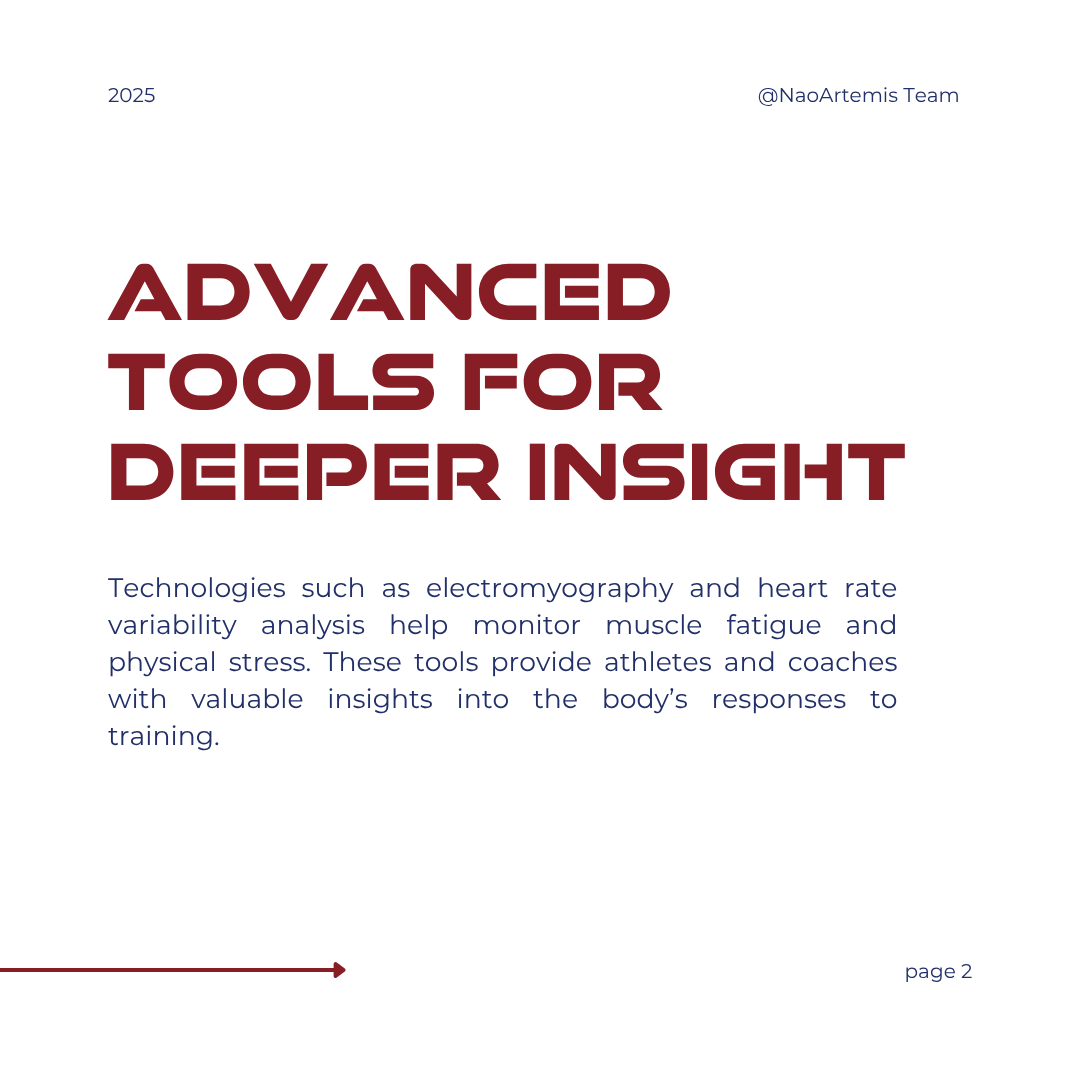 2025
@NaoArtemis Team
ADVANCED
TOOLS FOR
DEEPER INSIGHT
Technologies such as electromyography and heart rate
variability analysis help monitor muscle fatigue and
physical stress. These tools provide athletes and coaches
with valuable insights into the body’s responses to
training.
page 2